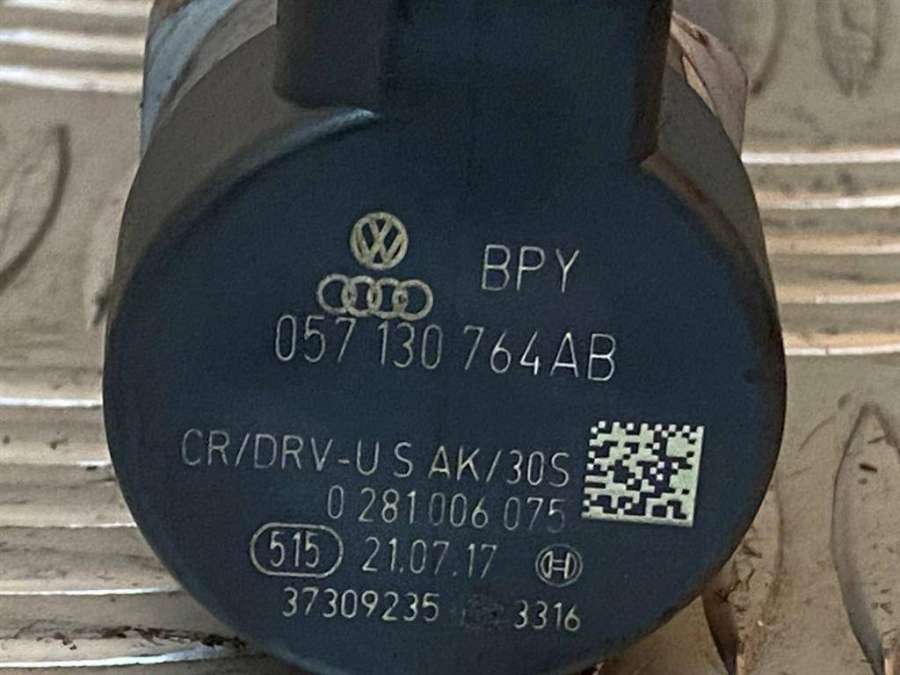 BPY
057 130 764AB
CR/DRV-U S AK/30S
0 281 006 075
515 21.07.17
37309235 3316